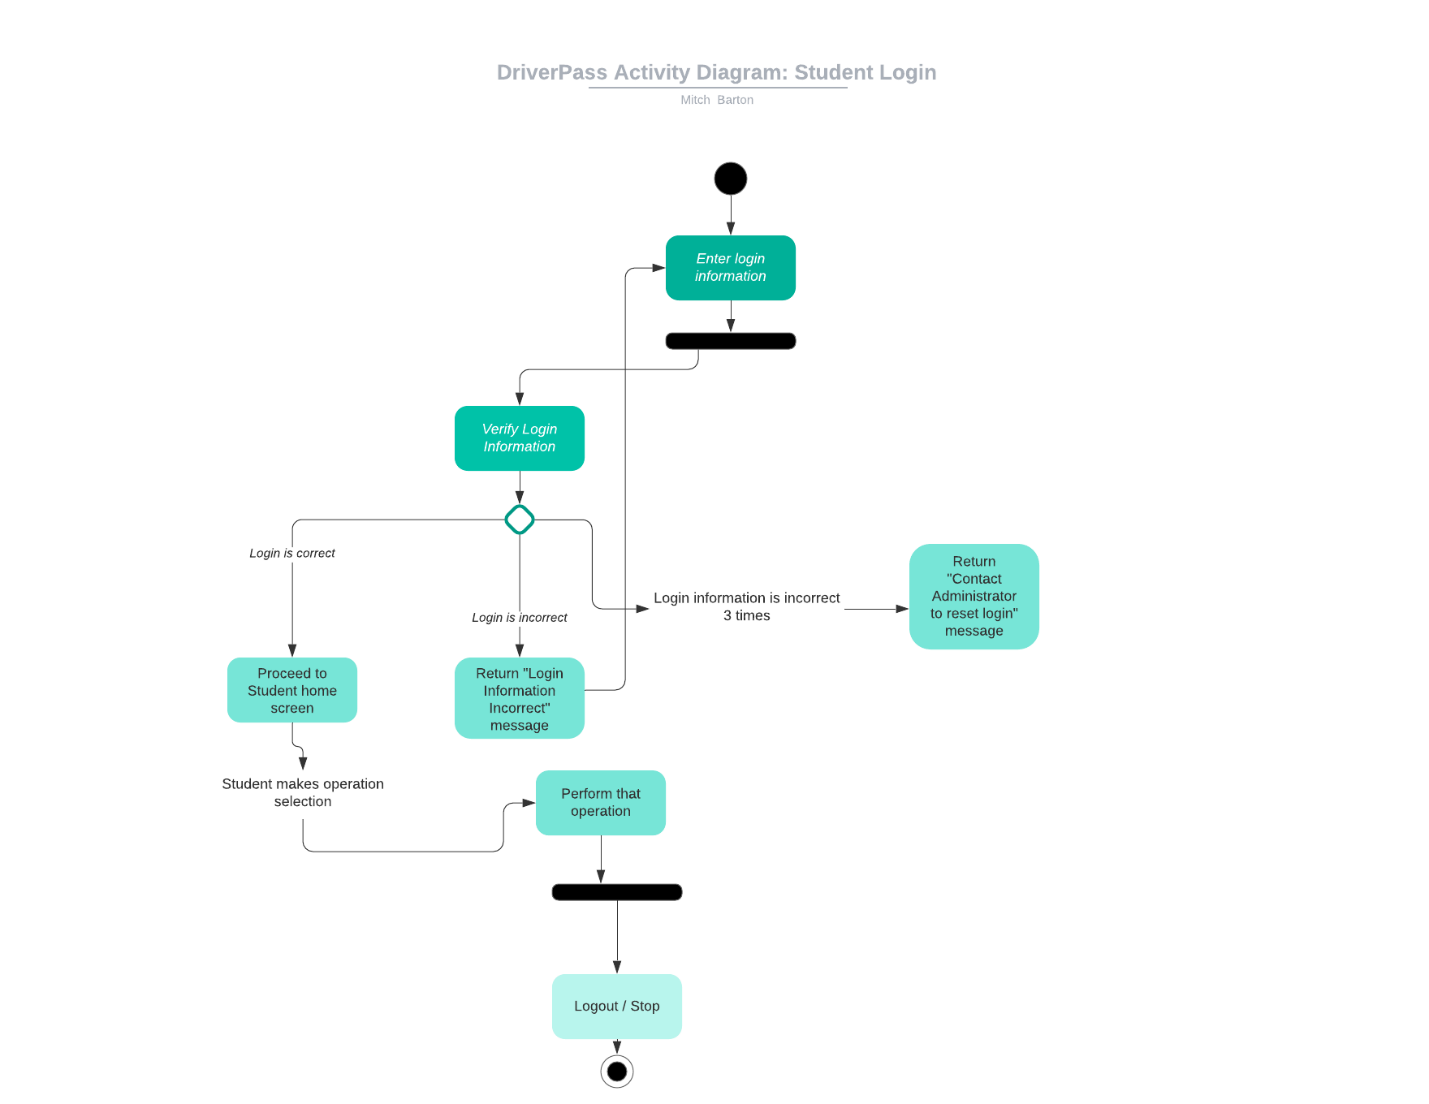 DriverPass Activity Diagram: Student Login
Mitch Barton
Enter login
information
Verify Login
Information
Login is correct
Login is incorrect
Login information is incorrect
3 times
Return
"Contact
Administrator
to reset login"
message
Proceed to
Student home
screen
Return "Login
Information
Incorrect"
message
Student makes operation
selection
Perform that
operation
Logout / Stop